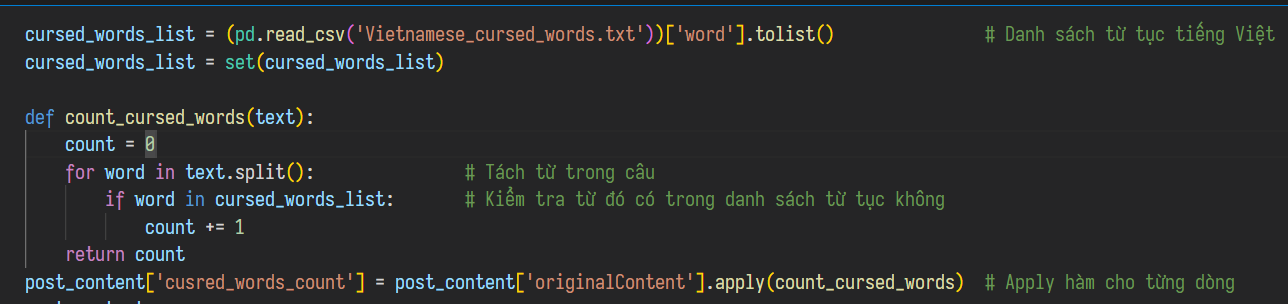 cursed_words_list = (pd.read_csv('Vietnamese_cursed_words.txt'))['word'].tolist() # Danh sách từ tục tiếng Việt
cursed_words_list = set(cursed_words_list)
def count_cursed_words(text):
count = 0
for word in text.split(): # Tách từ trong câu
if word in cursed_words_list: # Kiểm tra từ đó có trong danh sách từ tục không
count += 1
return count
post_content['cusred_words_count'] = post_content['originalContent'].apply(count_cursed_words) # Apply hàm cho từng dòng